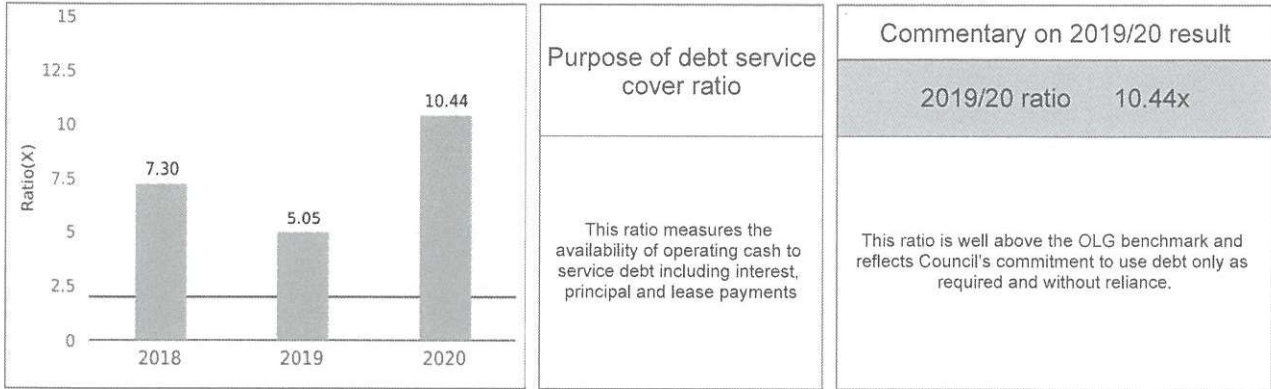 15
12.5
10
7.5
5
2.5
0
Ratio(X)
7.30
5.05
10.44
2018
2019
2020
Purpose of debt service
cover ratio
This ratio measures the
availability of operating cash to
service debt including interest,
principal and lease payments
Commentary on 2019/20 result
2019/20 ratio 10.44x
This ratio is well above the OLG benchmark and
reflects Council's commitment to use debt only as
required and without reliance.